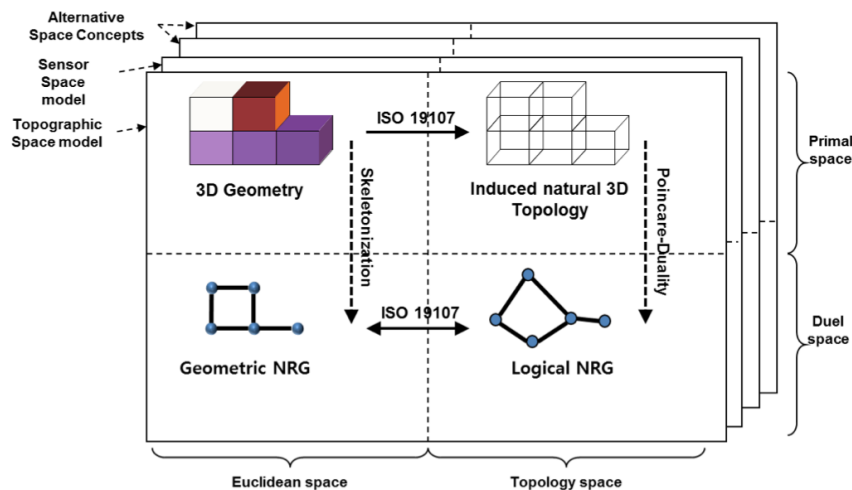 Alternative
Space Concepts
Sensor
Space
model
Topographic
Space model
ISO 19107
3D Geometry
Induced natural 3D
Topology
Skeletonization
Poincare-Duality
Primal
space
ISO 19107
Geometric NRG
Logical NRG
Duel
space
Euclidean space
Topology space